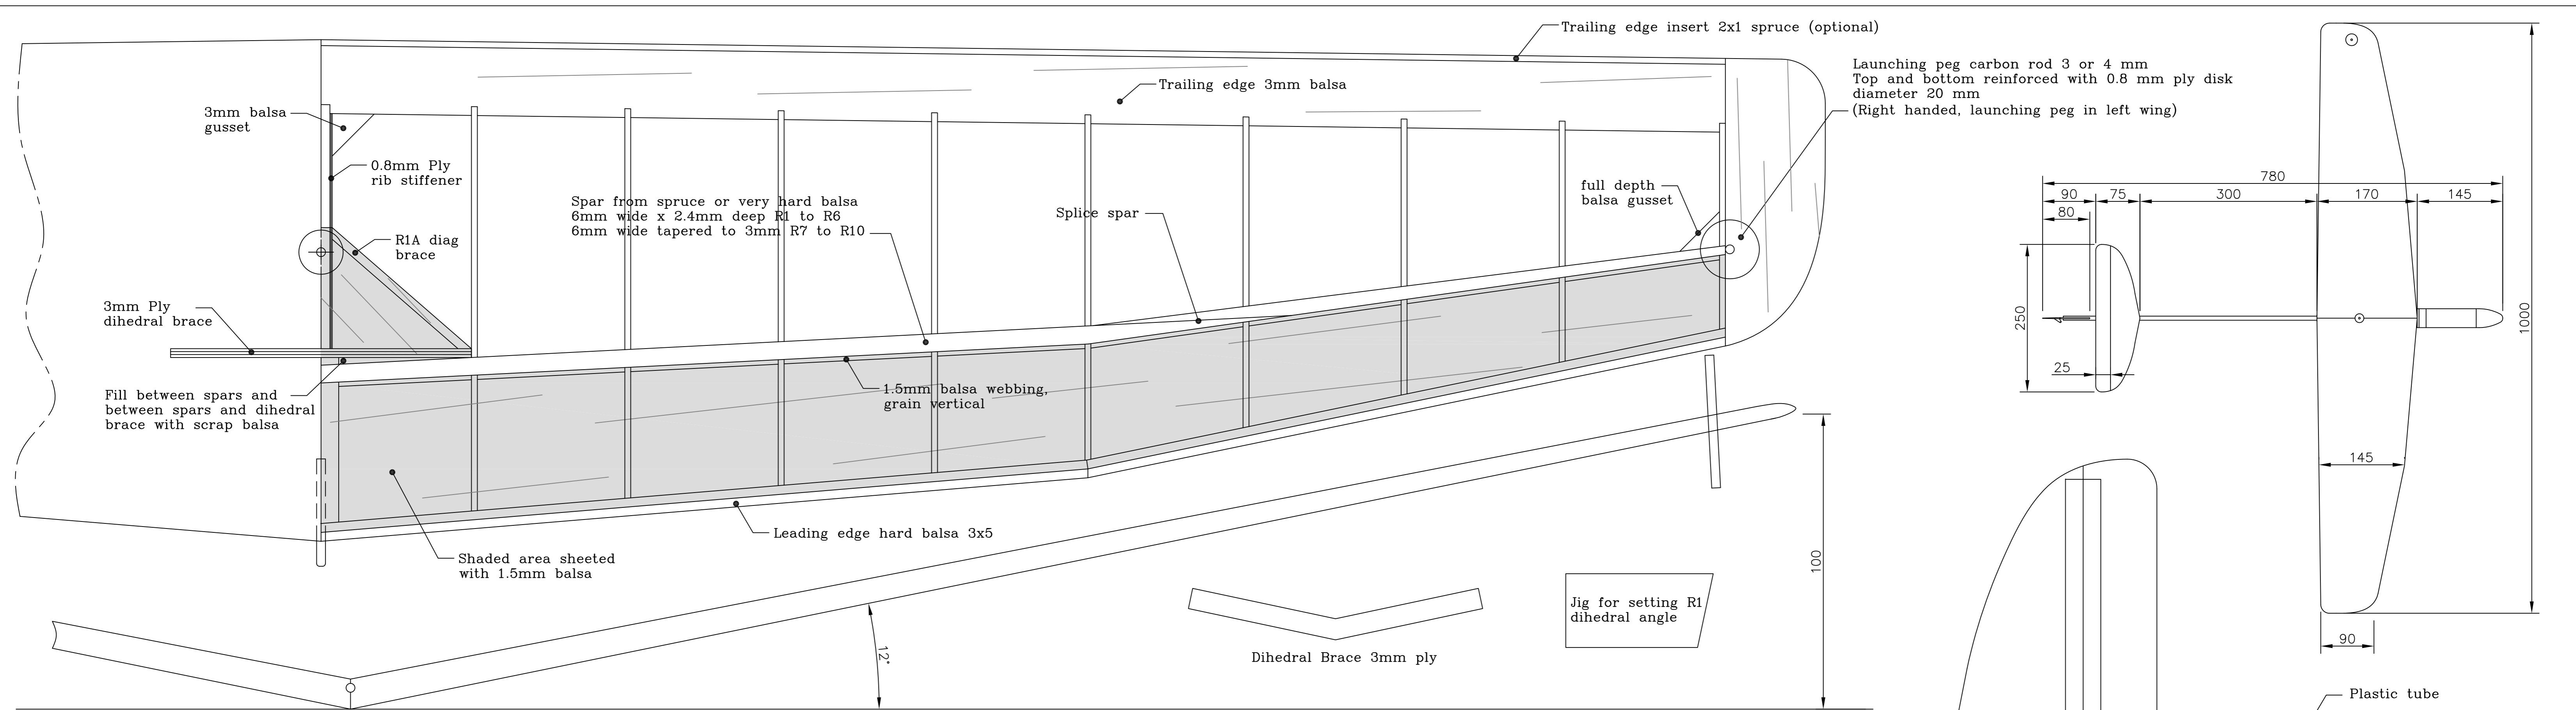 Trailing edge insert 2x1 spruce (optional)
Trailing edge 3mm balsa
Launching peg carbon rod 3 or 4 mm
Top and bottom reinforced with 0.8 mm ply disk
diameter 20 mm
(Right handed, launching peg in left wing)
3mm balsa
gusset
0.8mm Ply
rib stiffener
Spar from spruce or very hard balsa
6mm wide x 2.4mm deep R1 to R6
6mm wide tapered to 3mm R7 to R10
Splice spar
full depth
balsa gusset
R1A diag
brace
3mm Ply
dihedral brace
Fill between spars and
between spars and dihedral
brace with scrap balsa
1.5mm balsa webbing,
grain vertical
Leading edge hard balsa 3x5
Shaded area sheeted
with 1.5mm balsa
12°
Dihedral Brace 3mm ply
Jig for setting R1
dihedral angle
100
780
90
75
300
170
145
80
250
4
25
145
1000
90
Plastic tube